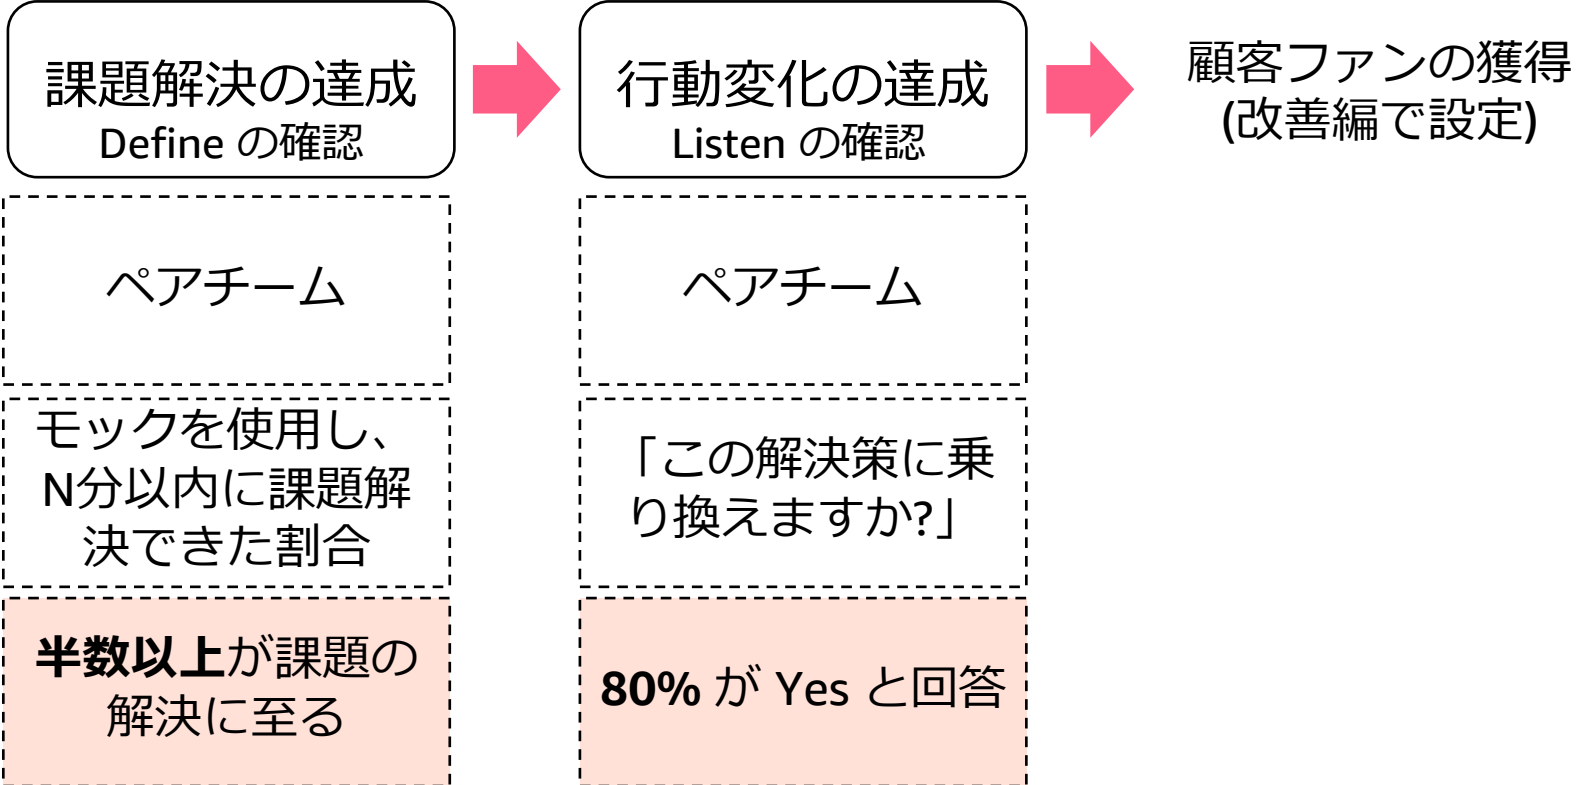 課題解決の達成
Define の確認
行動変化の達成
Listen の確認
顧客ファンの獲得
(改善編で設定)
ペアチーム
ペアチーム
モックを使用し、
N分以内に課題解
決できた割合
「この解決策に乗
り換えますか?」
半数以上が課題の
解決に至る
80% が Yes と回答